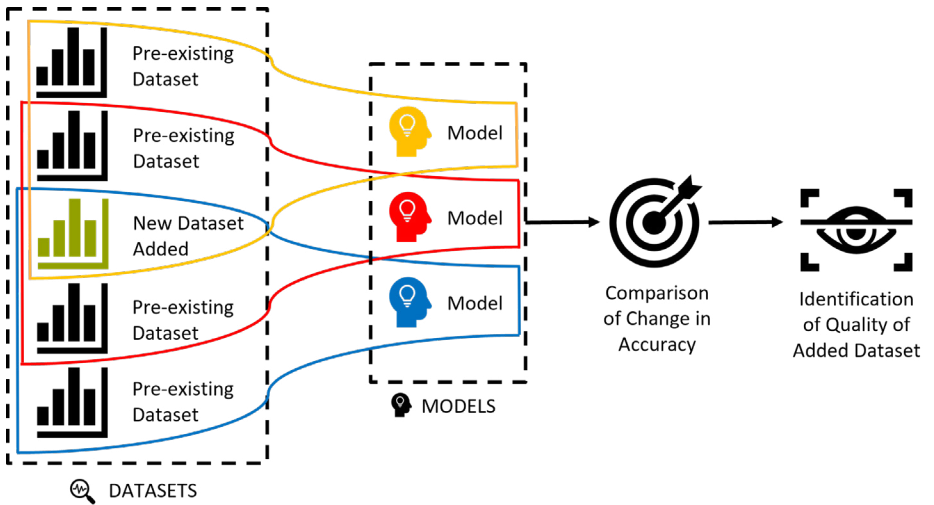 Pre-existing
Dataset
Pre-existing
Dataset
New Dataset
Added
Pre-existing
Dataset
Pre-existing
Dataset
DATASETS
Model
Model
Model
MODELS
Comparison
of Change in
Accuracy
Identification
of Quality of
Added Dataset